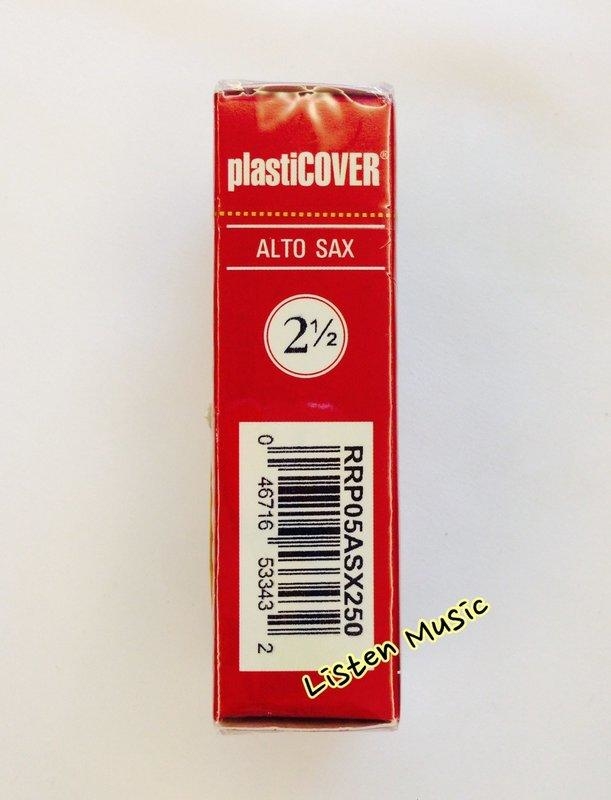 plastiCOVER®
ALTO SAX
2½
RRP05ASX250
0 46716 53343 2
Listen Music